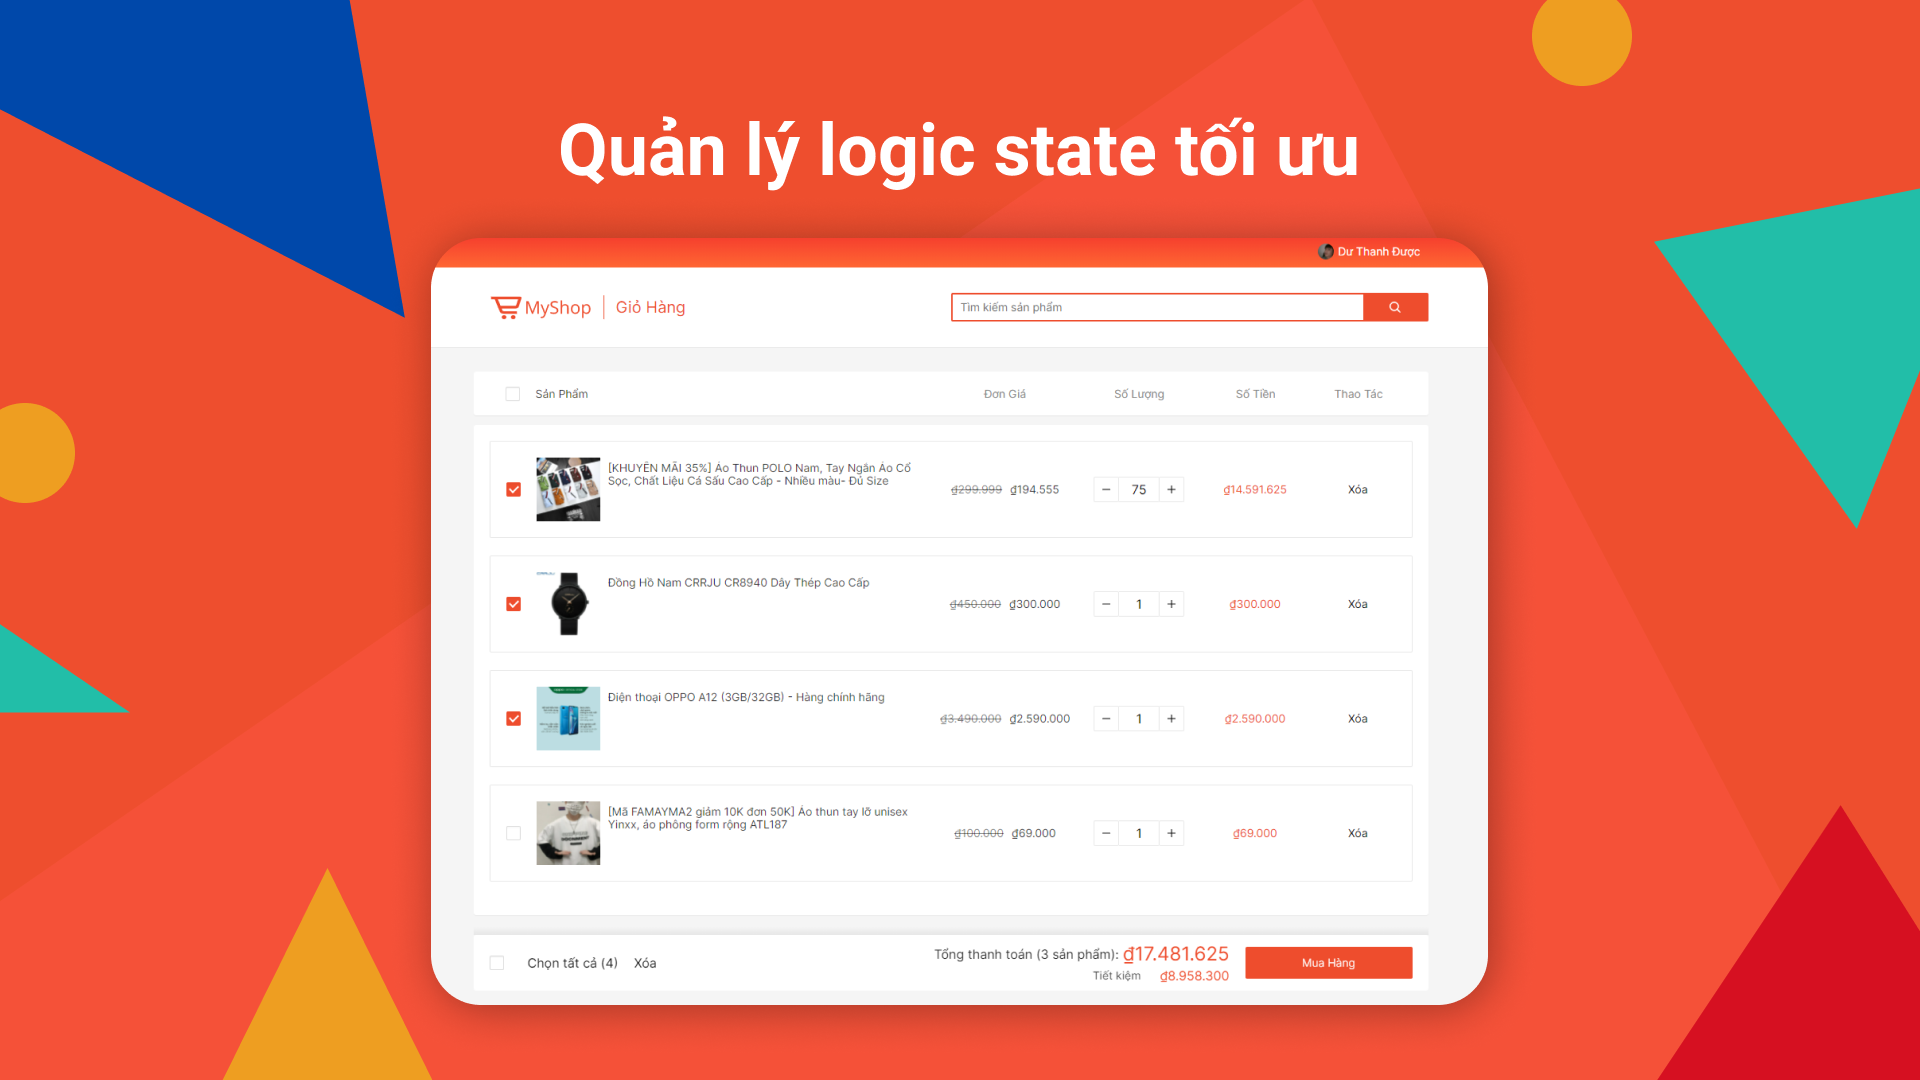 Quản lý logic state tối ưu
Dư Thanh Được
MyShop Giỏ Hàng
Tìm kiếm sản phẩm
Sản Phẩm Đơn Giá Số Lượng Số Tiền Thao Tác
[KHUYẾN MÃI 35%] Áo Thun POLO Nam, Tay Ngắn Áo Cổ
Sọc, Chất Liệu Cá Sấu Cao Cấp - Nhiều màu- Đủ Size
₫299.999 ₫194.555 − 75 + ₫14.591.625 Xóa
Đồng Hồ Nam CRRJU CR8940 Dây Thép Cao Cấp
₫450.000 ₫300.000 − 1 + ₫300.000 Xóa
Điện thoại OPPO A12 (3GB/32GB) - Hàng chính hãng
₫3.490.000 ₫2.590.000 − 1 + ₫2.590.000 Xóa
[Mã FAMAYMA2 giảm 10K đơn 50K] Áo thun tay lỡ unisex
Yinxx, áo phông form rộng ATL187
₫100.000 ₫69.000 − 1 + ₫69.000 Xóa
Chọn tất cả (4) Xóa
Tổng thanh toán (3 sản phẩm): ₫17.481.625
Tiết kiệm ₫8.958.300
Mua Hàng